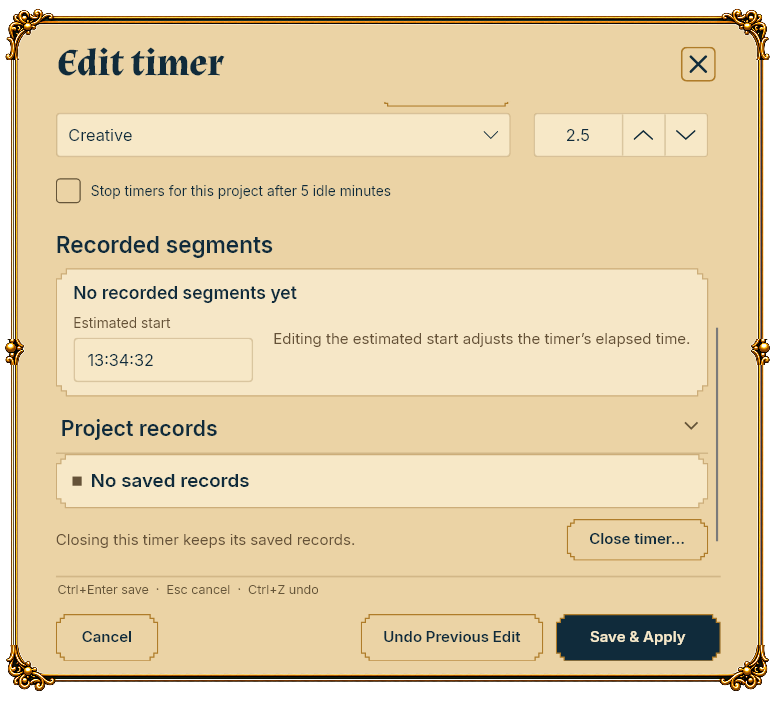 Edit timer
Creative
2.5
Stop timers for this project after 5 idle minutes
Recorded segments
No recorded segments yet
Estimated start
Editing the estimated start adjusts the timer’s elapsed time.
13:34:32
Project records
No saved records
Closing this timer keeps its saved records.
Close timer...
Ctrl+Enter save · Esc cancel · Ctrl+Z undo
Cancel
Undo Previous Edit
Save & Apply